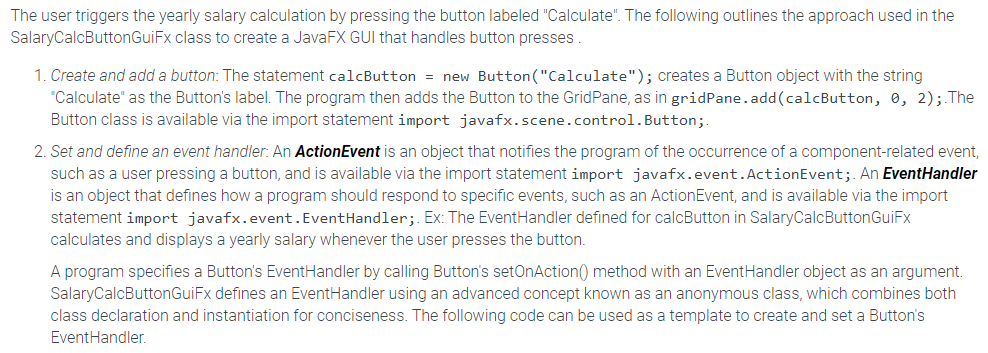 The user triggers the yearly salary calculation by pressing the button labeled "Calculate". The following outlines the approach used in the
SalaryCalcButtonGuiFx class to create a JavaFX GUI that handles button presses .
1. Create and add a button: The statement calcButton = new Button("Calculate"); creates a Button object with the string
"Calculate" as the Button's label. The program then adds the Button to the GridPane, as in gridPane.add(calcButton, 0, 2);.The
Button class is available via the import statement import javafx.scene.control.Button;.
2. Set and define an event handler: An ActionEvent is an object that notifies the program of the occurrence of a component-related event,
such as a user pressing a button, and is available via the import statement import javafx.event.ActionEvent;. An EventHandler
is an object that defines how a program should respond to specific events, such as an ActionEvent, and is available via the import
statement import javafx.event.EventHandler;. Ex: The EventHandler defined for calcButton in SalaryCalcButtonGuiFx
calculates and displays a yearly salary whenever the user presses the button.
A program specifies a Button's EventHandler by calling Button's setOnAction() method with an EventHandler object as an argument.
SalaryCalcButtonGuiFx defines an EventHandler using an advanced concept known as an anonymous class, which combines both
class declaration and instantiation for conciseness. The following code can be used as a template to create and set a Button's
EventHandler.